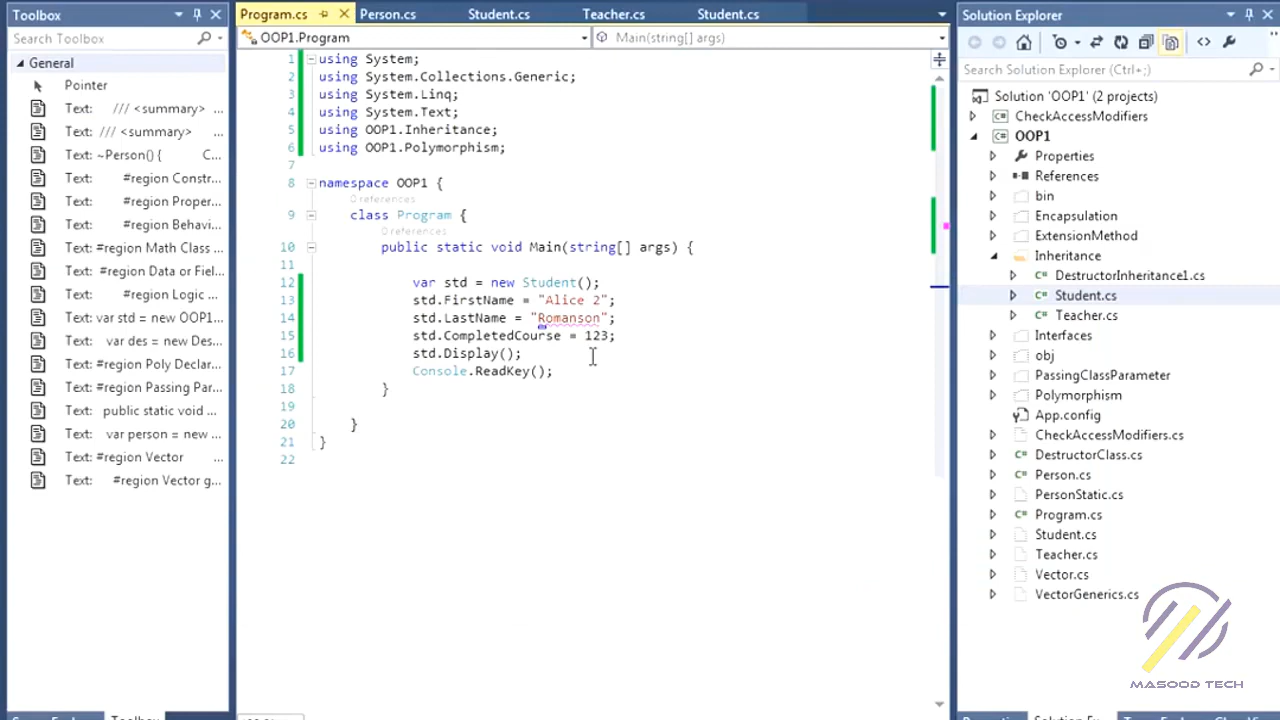 Toolbox
Search Toolbox
General
Pointer
Text: /// <summary> ...
Text: /// <summary> ...
Text: ~Person() { C...
Text: #region Constr...
Text: #region Proper...
Text: #region Behavi...
Text: #region Math Class ...
Text: #region Data or Fiel...
Text: #region Logic ...
Text: var std = new OOP1...
Text: var des = new Dem...
Text: #region Poly Declar...
Text: #region Passing Par...
Text: public static void ...
Text: var person = new ...
Text: #region Vector ...
Text: #region Vector g...
Program.cs Person.cs Student.cs Teacher.cs Student.cs
OOP1.Program Main(string[] args)
1 using System;
2 using System.Collections.Generic;
3 using System.Linq;
4 using System.Text;
5 using OOP1.Inheritance;
6 using OOP1.Polymorphism;
7
8 namespace OOP1 {
0 references
9 class Program {
0 references
10 public static void Main(string[] args) {
11
12 var std = new Student();
13 std.FirstName = "Alice 2";
14 std.LastName = "Romanson";
15 std.CompletedCourse = 123;
16 std.Display();
17 Console.ReadKey();
18 }
19
20 }
21 }
22
Solution Explorer
Search Solution Explorer (Ctrl+;)
Solution 'OOP1' (2 projects)
CheckAccessModifiers
OOP1
Properties
References
bin
Encapsulation
ExtensionMethod
Inheritance
DestructorInheritance1.cs
Student.cs
Teacher.cs
Interfaces
obj
PassingClassParameter
Polymorphism
App.config
CheckAccessModifiers.cs
DestructorClass.cs
Person.cs
PersonStatic.cs
Program.cs
Student.cs
Teacher.cs
Vector.cs
VectorGenerics.cs
MASOOD TECH